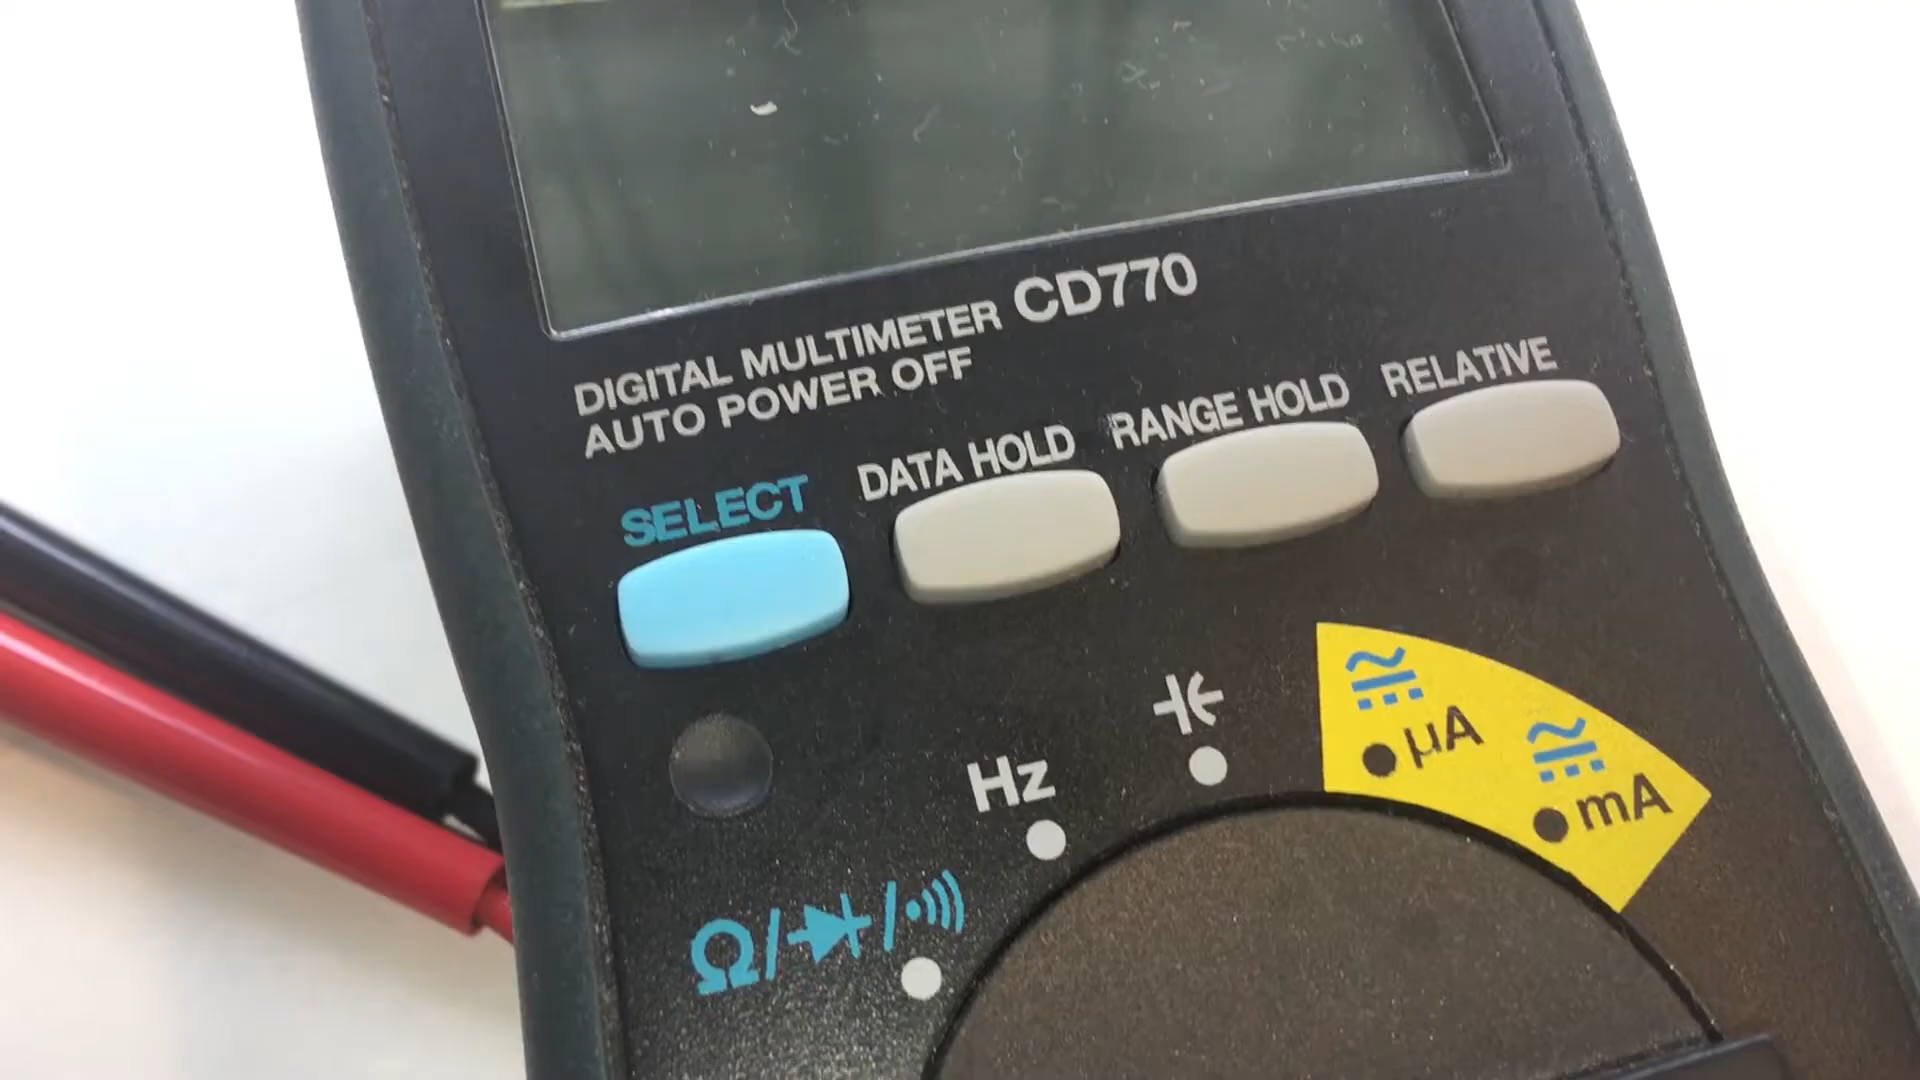 DIGITAL MULTIMETER CD770
AUTO POWER OFF
SELECT
DATA HOLD
RANGE HOLD
RELATIVE
Hz
μA
mA
Ω/